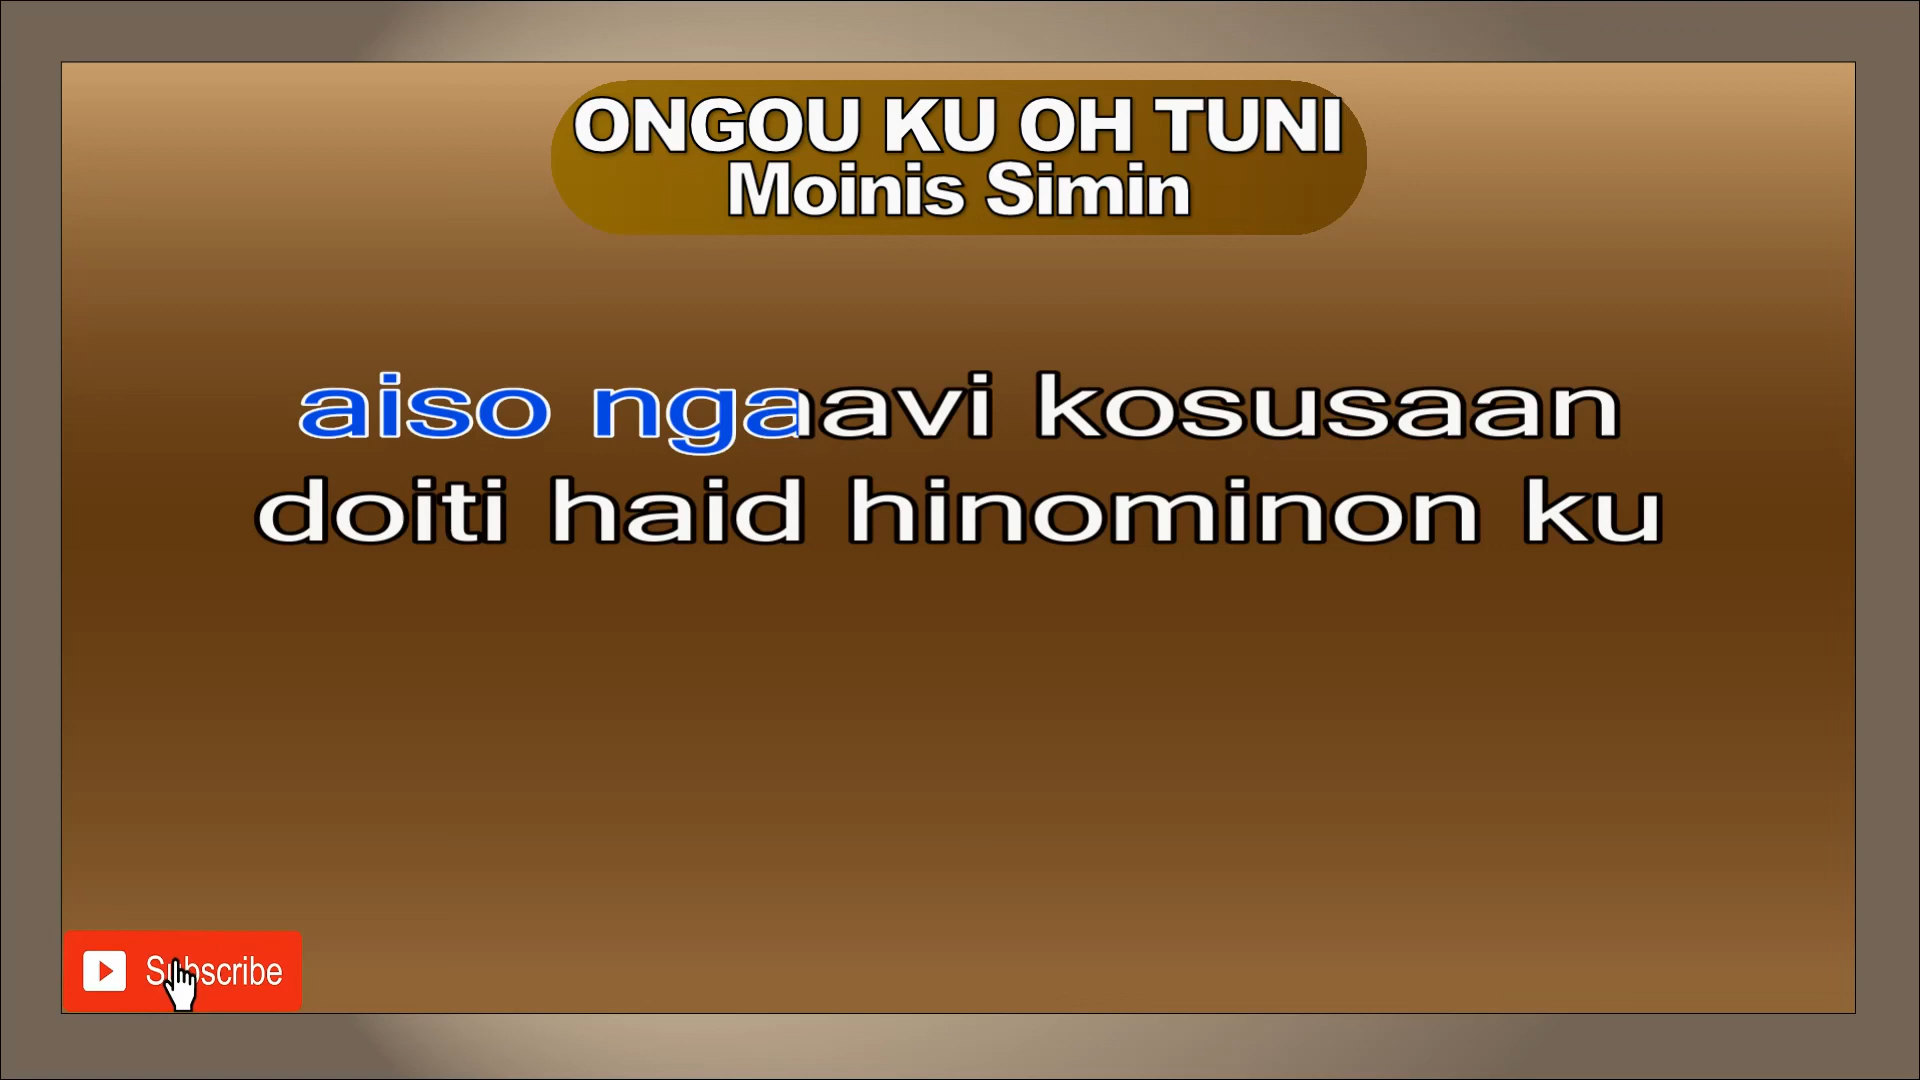 ONGOU KU OH TUNI
Moinis Simin
aiso ngaavi kosusaan
doiti haid hinominon ku
Subscribe